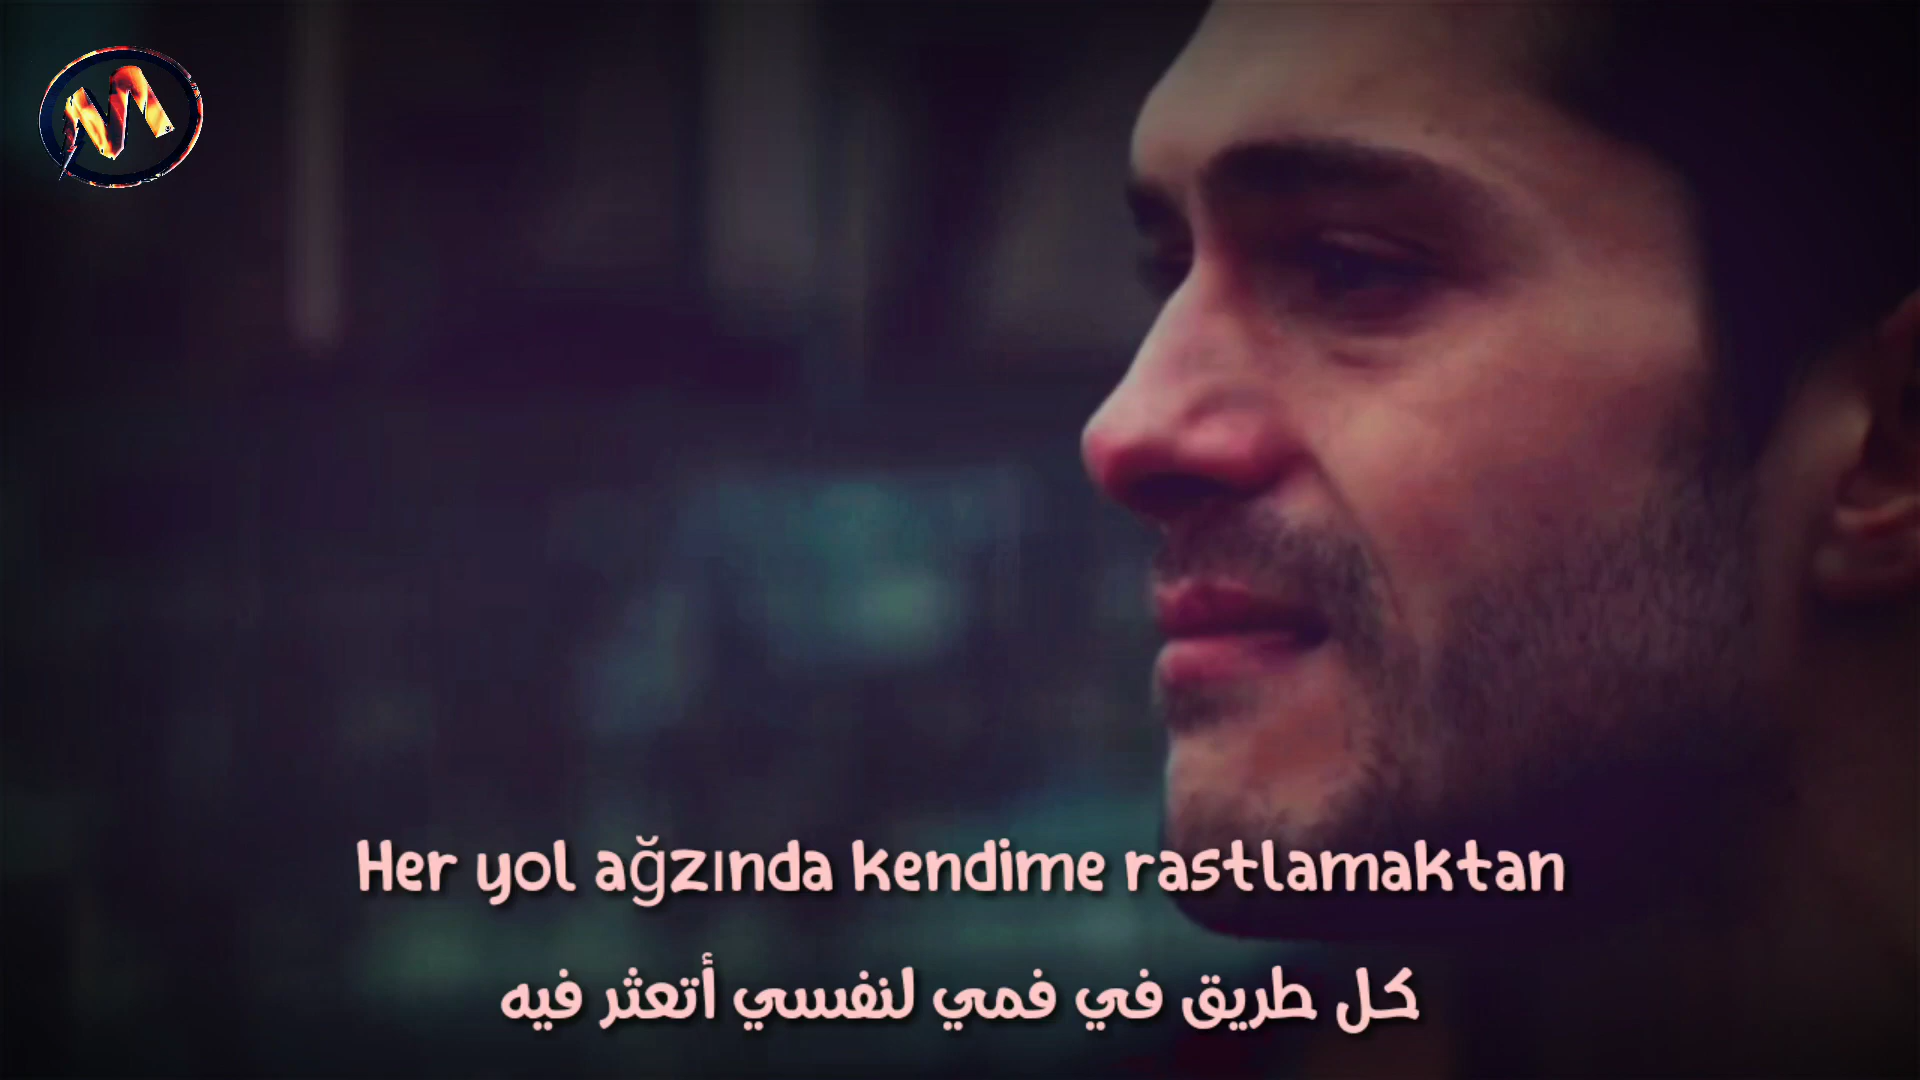 M
Her yol ağzında kendime rastlamaktan
كل طريق في فمي لنفسي أتعثر فيه